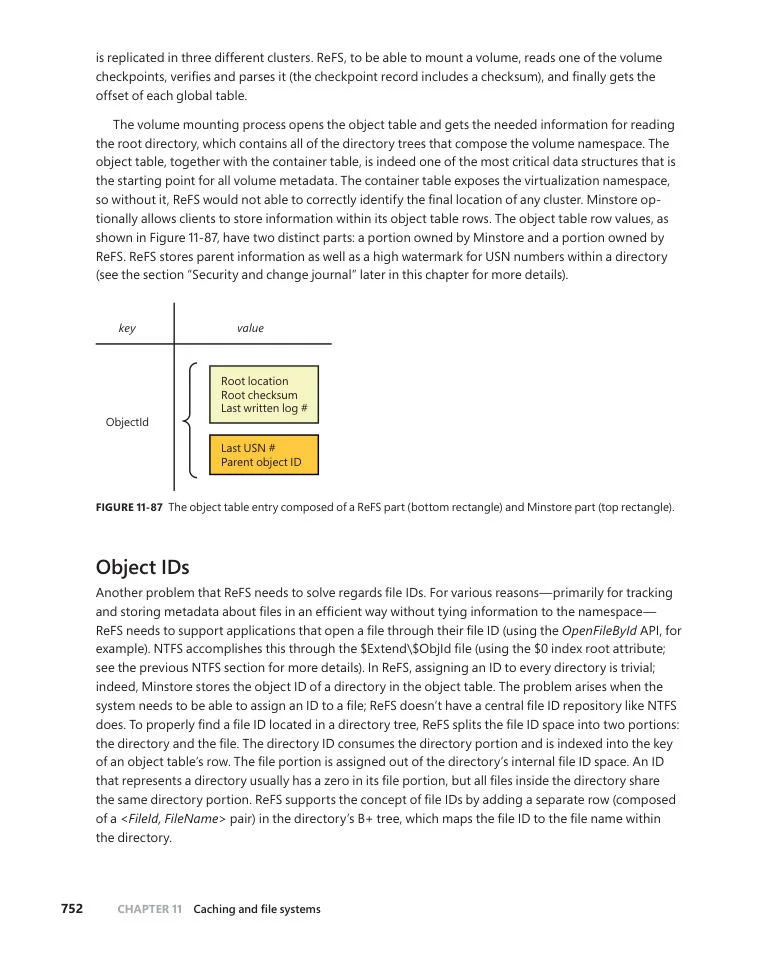 is replicated in three different clusters. ReFS, to be able to mount a volume, reads one of the volume
checkpoints, verifies and parses it (the checkpoint record includes a checksum), and finally gets the
offset of each global table.
The volume mounting process opens the object table and gets the needed information for reading
the root directory, which contains all of the directory trees that compose the volume namespace. The
object table, together with the container table, is indeed one of the most critical data structures that is
the starting point for all volume metadata. The container table exposes the virtualization namespace,
so without it, ReFS would not able to correctly identify the final location of any cluster. Minstore op-
tionally allows clients to store information within its object table rows. The object table row values, as
shown in Figure 11-87, have two distinct parts: a portion owned by Minstore and a portion owned by
ReFS. ReFS stores parent information as well as a high watermark for USN numbers within a directory
(see the section “Security and change journal” later in this chapter for more details).
key value
Root location
Root checksum
Last written log #
ObjectId
Last USN #
Parent object ID
FIGURE 11-87 The object table entry composed of a ReFS part (bottom rectangle) and Minstore part (top rectangle).
Object IDs
Another problem that ReFS needs to solve regards file IDs. For various reasons—primarily for tracking
and storing metadata about files in an efficient way without tying information to the namespace—
ReFS needs to support applications that open a file through their file ID (using the OpenFileById API, for
example). NTFS accomplishes this through the $Extend\$ObjId file (using the $0 index root attribute;
see the previous NTFS section for more details). In ReFS, assigning an ID to every directory is trivial;
indeed, Minstore stores the object ID of a directory in the object table. The problem arises when the
system needs to be able to assign an ID to a file; ReFS doesn’t have a central file ID repository like NTFS
does. To properly find a file ID located in a directory tree, ReFS splits the file ID space into two portions:
the directory and the file. The directory ID consumes the directory portion and is indexed into the key
of an object table’s row. The file portion is assigned out of the directory’s internal file ID space. An ID
that represents a directory usually has a zero in its file portion, but all files inside the directory share
the same directory portion. ReFS supports the concept of file IDs by adding a separate row (composed
of a <FileId, FileName> pair) in the directory’s B+ tree, which maps the file ID to the file name within
the directory.
752 CHAPTER 11 Caching and file systems